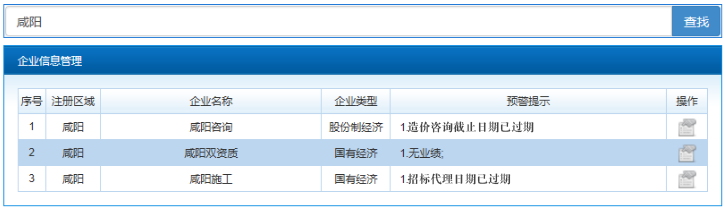 咸阳 查找
企业信息管理
序号 注册区域 企业名称 企业类型 预警提示 操作
1 咸阳 咸阳咨询 股份制经济 1.造价咨询截止日期已过期
2 咸阳 咸阳双资质 国有经济 1.无业绩;
3 咸阳 咸阳施工 国有经济 1.招标代理日期已过期